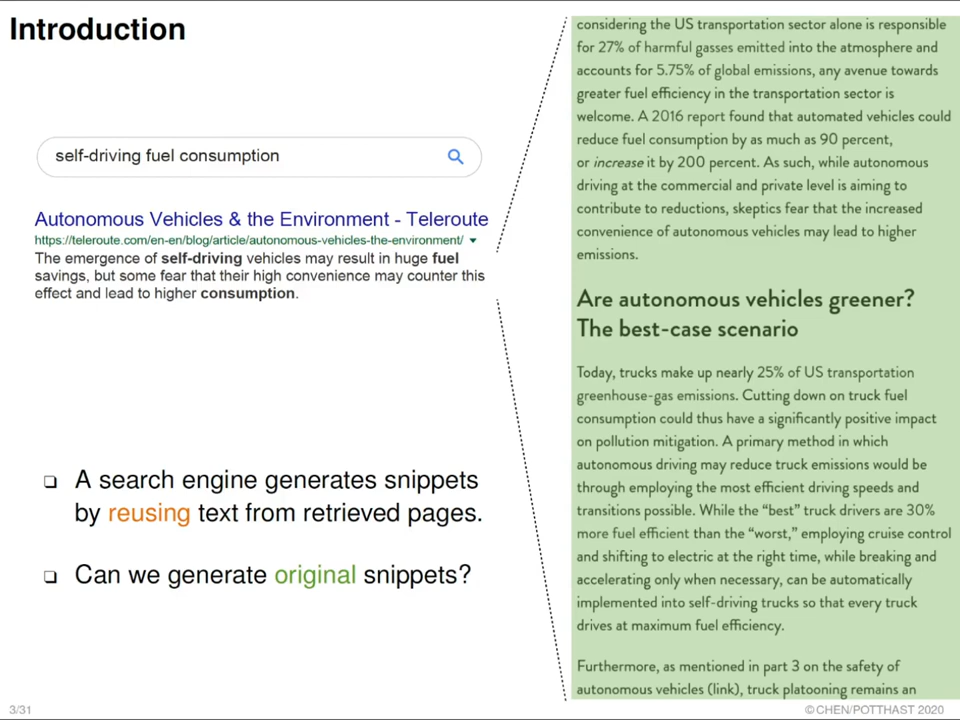 Introduction
self-driving fuel consumption
Autonomous Vehicles & the Environment - Teleroute
https://teleroute.com/en-en/blog/article/autonomous-vehicles-the-environment/
The emergence of self-driving vehicles may result in huge fuel
savings, but some fear that their high convenience may counter this
effect and lead to higher consumption.
A search engine generates snippets
by reusing text from retrieved pages.
Can we generate original snippets?
considering the US transportation sector alone is responsible
for 27% of harmful gasses emitted into the atmosphere and
accounts for 5.75% of global emissions, any avenue towards
greater fuel efficiency in the transportation sector is
welcome. A 2016 report found that automated vehicles could
reduce fuel consumption by as much as 90 percent,
or increase it by 200 percent. As such, while autonomous
driving at the commercial and private level is aiming to
contribute to reductions, skeptics fear that the increased
convenience of autonomous vehicles may lead to higher
emissions.
Are autonomous vehicles greener?
The best-case scenario
Today, trucks make up nearly 25% of US transportation
greenhouse-gas emissions. Cutting down on truck fuel
consumption could thus have a significantly positive impact
on pollution mitigation. A primary method in which
autonomous driving may reduce truck emissions would be
through employing the most efficient driving speeds and
transitions possible. While the “best” truck drivers are 30%
more fuel efficient than the “worst,” employing cruise control
and shifting to electric at the right time, while breaking and
accelerating only when necessary, can be automatically
implemented into self-driving trucks so that every truck
drives at maximum fuel efficiency.
Furthermore, as mentioned in part 3 on the safety of
autonomous vehicles (link), truck platooning remains an
3/31
© CHEN/POTTHAST 2020